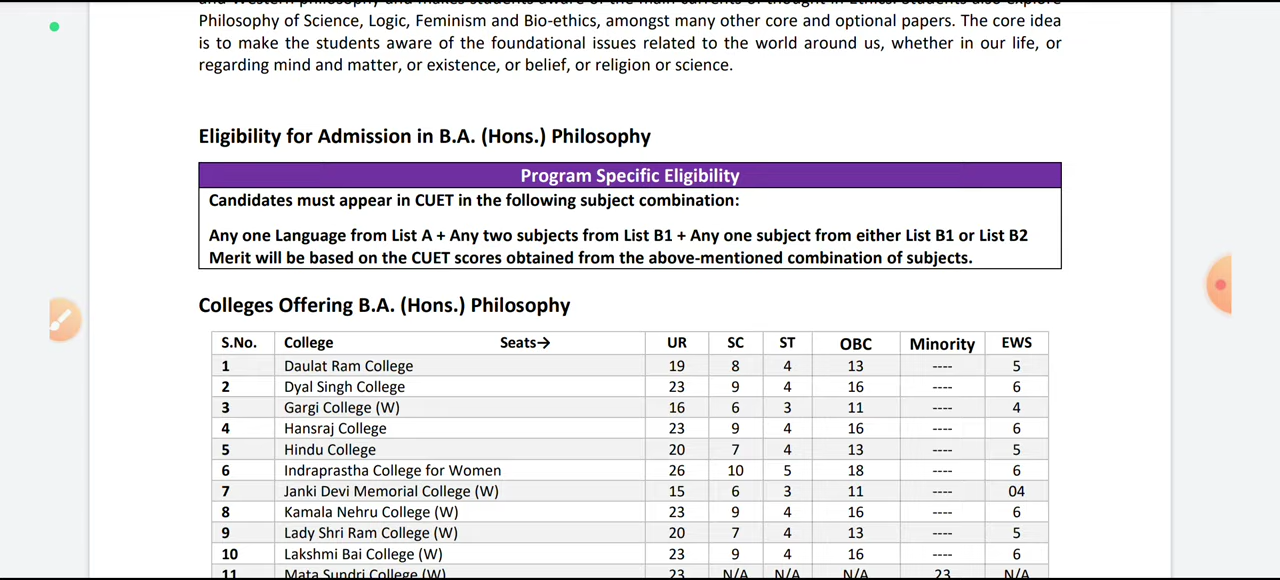 Philosophy of Science, Logic, Feminism and Bio-ethics, amongst many other core and optional papers. The core idea
is to make the students aware of the foundational issues related to the world around us, whether in our life, or
regarding mind and matter, or existence, or belief, or religion or science.
Eligibility for Admission in B.A. (Hons.) Philosophy
Program Specific Eligibility
Candidates must appear in CUET in the following subject combination:
Any one Language from List A + Any two subjects from List B1 + Any one subject from either List B1 or List B2
Merit will be based on the CUET scores obtained from the above-mentioned combination of subjects.
Colleges Offering B.A. (Hons.) Philosophy
S.No. College Seats→ UR SC ST OBC Minority EWS
1 Daulat Ram College 19 8 4 13 ---- 5
2 Dyal Singh College 23 9 4 16 ---- 6
3 Gargi College (W) 16 6 3 11 ---- 4
4 Hansraj College 23 9 4 16 ---- 6
5 Hindu College 20 7 4 13 ---- 5
6 Indraprastha College for Women 26 10 5 18 ---- 6
7 Janki Devi Memorial College (W) 15 6 3 11 ---- 04
8 Kamala Nehru College (W) 23 9 4 16 ---- 6
9 Lady Shri Ram College (W) 20 7 4 13 ---- 5
10 Lakshmi Bai College (W) 23 9 4 16 ---- 6
11 Mata Sundri College (W) 23 N/A N/A N/A 23 N/A